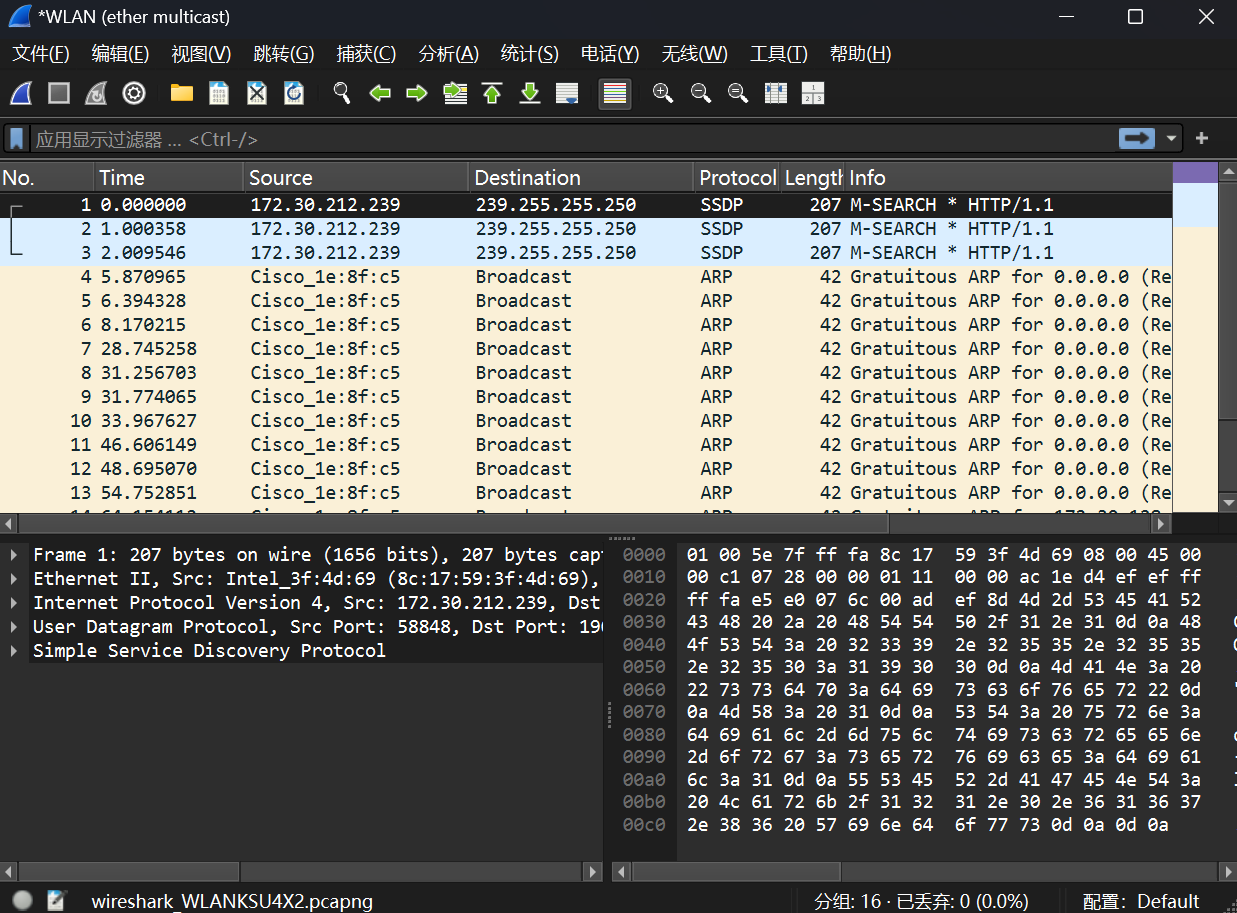 *WLAN (ether multicast)
文件(F) 编辑(E) 视图(V) 跳转(G) 捕获(C) 分析(A) 统计(S) 电话(Y) 无线(W) 工具(T) 帮助(H)
应用显示过滤器 … <Ctrl-/>
No. Time Source Destination Protocol Length Info
1 0.000000 172.30.212.239 239.255.255.250 SSDP 207 M-SEARCH * HTTP/1.1
2 1.000358 172.30.212.239 239.255.255.250 SSDP 207 M-SEARCH * HTTP/1.1
3 2.009546 172.30.212.239 239.255.255.250 SSDP 207 M-SEARCH * HTTP/1.1
4 5.870965 Cisco_1e:8f:c5 Broadcast ARP 42 Gratuitous ARP for 0.0.0.0 (Re
5 6.394328 Cisco_1e:8f:c5 Broadcast ARP 42 Gratuitous ARP for 0.0.0.0 (Re
6 8.170215 Cisco_1e:8f:c5 Broadcast ARP 42 Gratuitous ARP for 0.0.0.0 (Re
7 28.745258 Cisco_1e:8f:c5 Broadcast ARP 42 Gratuitous ARP for 0.0.0.0 (Re
8 31.256703 Cisco_1e:8f:c5 Broadcast ARP 42 Gratuitous ARP for 0.0.0.0 (Re
9 31.774065 Cisco_1e:8f:c5 Broadcast ARP 42 Gratuitous ARP for 0.0.0.0 (Re
10 33.967627 Cisco_1e:8f:c5 Broadcast ARP 42 Gratuitous ARP for 0.0.0.0 (Re
11 46.606149 Cisco_1e:8f:c5 Broadcast ARP 42 Gratuitous ARP for 0.0.0.0 (Re
12 48.695070 Cisco_1e:8f:c5 Broadcast ARP 42 Gratuitous ARP for 0.0.0.0 (Re
13 54.752851 Cisco_1e:8f:c5 Broadcast ARP 42 Gratuitous ARP for 0.0.0.0 (Re
Frame 1: 207 bytes on wire (1656 bits), 207 bytes capt
Ethernet II, Src: Intel_3f:4d:69 (8c:17:59:3f:4d:69),
Internet Protocol Version 4, Src: 172.30.212.239, Dst
User Datagram Protocol, Src Port: 58848, Dst Port: 190
Simple Service Discovery Protocol
0000 01 00 5e 7f ff fa 8c 17 59 3f 4d 69 08 00 45 00
0010 00 c1 07 28 00 00 01 11 00 00 ac 1e d4 ef ef ff
0020 ff fa e5 e0 07 6c 00 ad ef 8d 4d 2d 53 45 41 52
0030 43 48 20 2a 20 48 54 54 50 2f 31 2e 31 0d 0a 48
0040 4f 53 54 3a 20 32 33 39 2e 32 35 35 2e 32 35 35
0050 2e 32 35 30 3a 31 39 30 30 0d 0a 4d 41 4e 3a 20
0060 22 73 73 64 70 3a 64 69 73 63 6f 76 65 72 22 0d
0070 0a 4d 58 3a 20 31 0d 0a 53 54 3a 20 75 72 6e 3a
0080 64 69 61 6c 2d 6d 75 6c 74 69 73 63 72 65 65 6e
0090 2d 6f 72 67 3a 73 65 72 76 69 63 65 3a 64 69 61
00a0 6c 3a 31 0d 0a 55 53 45 52 2d 41 47 45 4e 54 3a
00b0 20 4c 61 72 6b 2f 31 32 31 2e 30 2e 36 31 36 37
00c0 2e 38 36 20 57 69 6e 64 6f 77 73 0d 0a 0d 0a
wireshark_WLANKSU4X2.pcapng 分组: 16 · 已丢弃: 0 (0.0%) 配置: Default